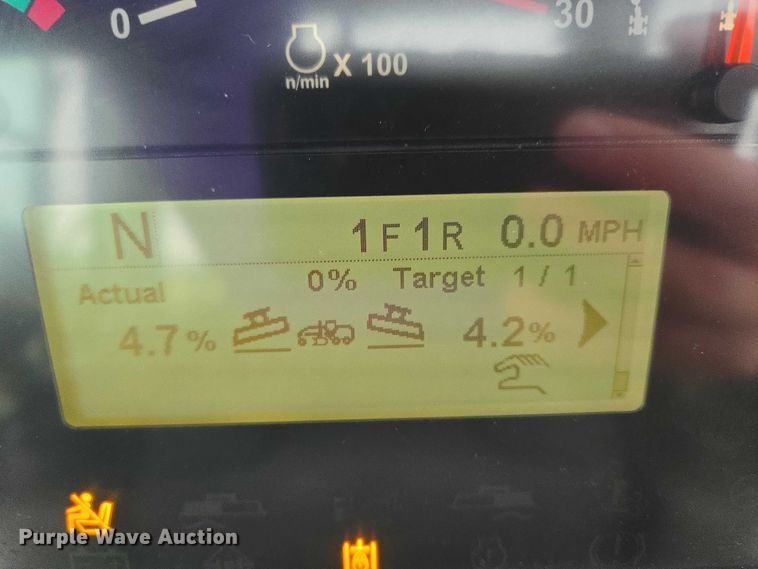 0
30
n/min X 100
N 1F1R 0.0 MPH
Actual 0% Target 1 / 1
4.7% 4.2%
Purple Wave Auction